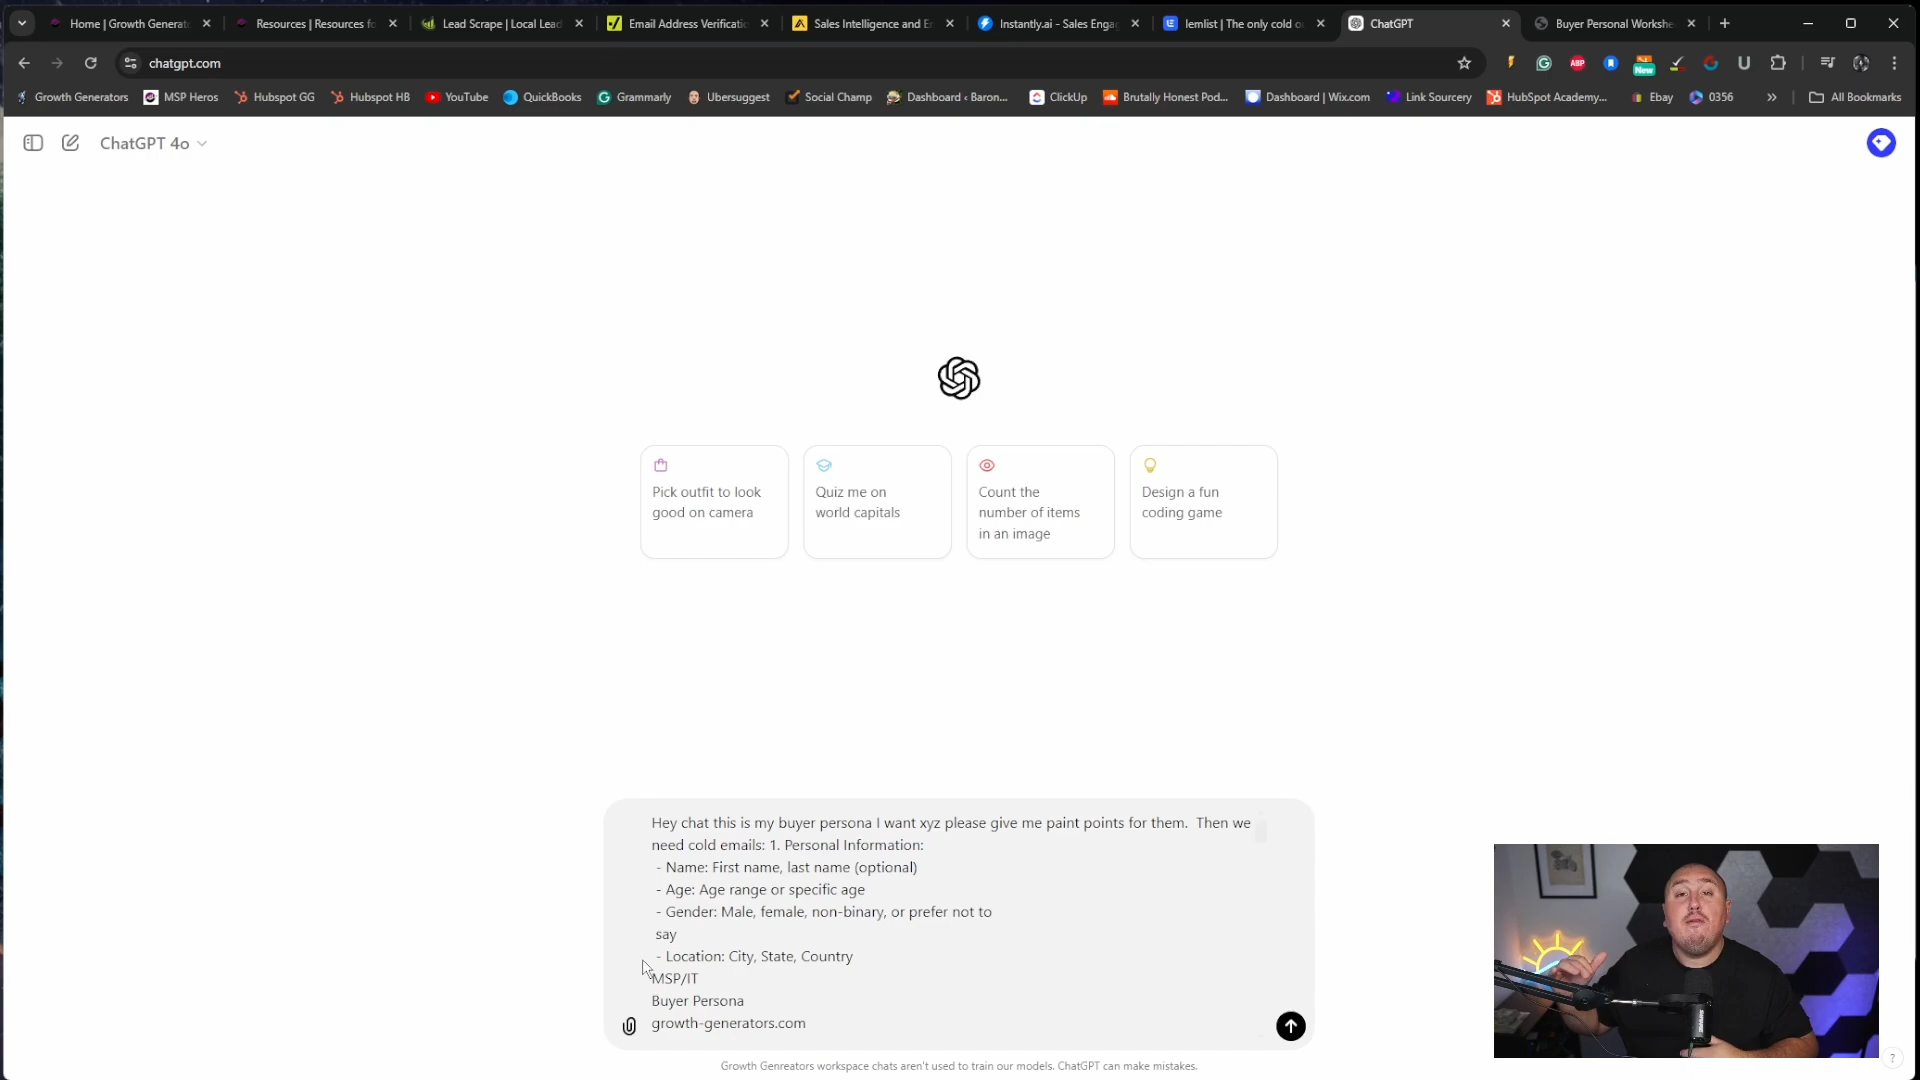 Home | Growth Generat
Resources | Resources fo
Lead Scrape | Local Lead
Email Address Verificatio
Sales Intelligence and E
Instantly.ai - Sales Enga
lemlist | The only cold o
ChatGPT
Buyer Personal Workshe
chatgpt.com
ABP
New
U
Growth Generators
MSP Heros
Hubspot GG
Hubspot HB
YouTube
QuickBooks
Grammarly
Ubersuggest
Social Champ
Dashboard ‹ Baron...
ClickUp
Brutally Honest Pod...
Dashboard | Wix.com
Link Sourcery
HubSpot Academy...
Ebay
0356
All Bookmarks
ChatGPT 4o
Pick outfit to look
good on camera
Quiz me on
world capitals
Count the
number of items
in an image
Design a fun
coding game
Hey chat this is my buyer persona I want xyz please give me paint points for them.  Then we
need cold emails: 1. Personal Information:
- Name: First name, last name (optional)
- Age: Age range or specific age
- Gender: Male, female, non-binary, or prefer not to
say
- Location: City, State, Country
MSP/IT
Buyer Persona
growth-generators.com
Growth Genreators workspace chats aren't used to train our models. ChatGPT can make mistakes.
?